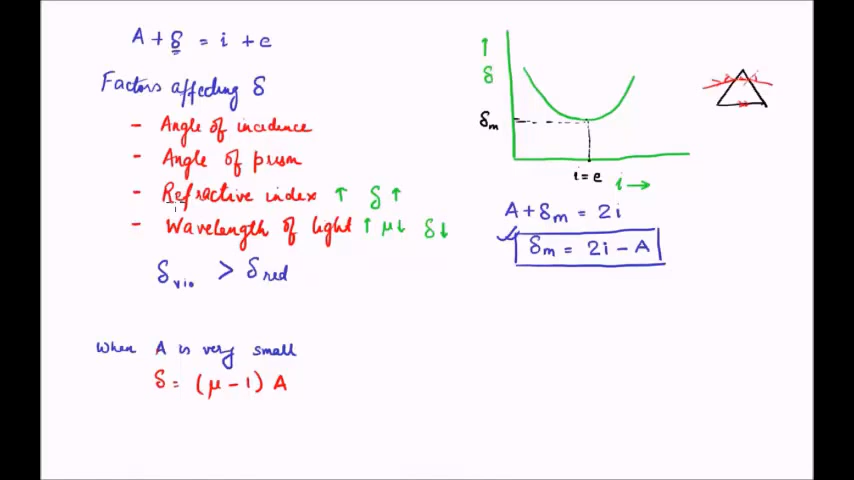 A + δ = i + e
Factors affecting δ
- Angle of incidence
- Angle of prism
- Refractive index ↑ δ ↑
- Wavelength of light ↑ μ↓ δ↓
δvio > δred
When A is very small
δ = (μ - 1) A
↑
δ
δm
i = e
i →
A + δm = 2i
✓ δm = 2i - A